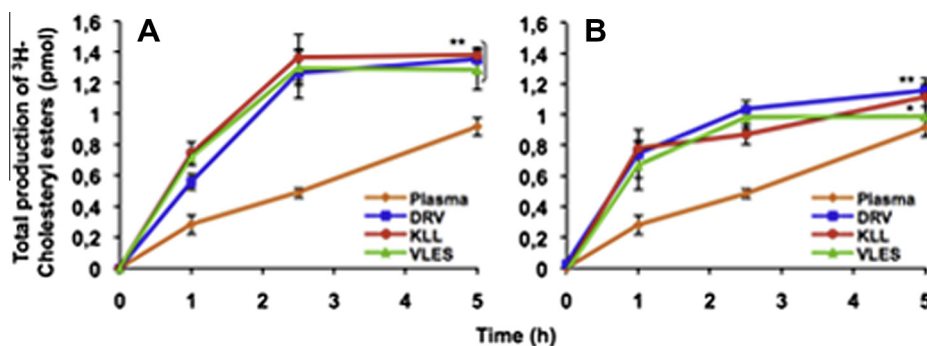 Total production of ³H-
Cholesteryl esters (pmol)
A
1,6
1,4
1,2
1
0,8
0,6
0,4
0,2
0
**
Plasma
DRV
KLL
VLES
0 1 2 3 4 5
B
1,6
1,4
1,2
1
0,8
0,6
0,4
0,2
0
**
*
Plasma
DRV
KLL
VLES
0 1 2 3 4 5
Time (h)